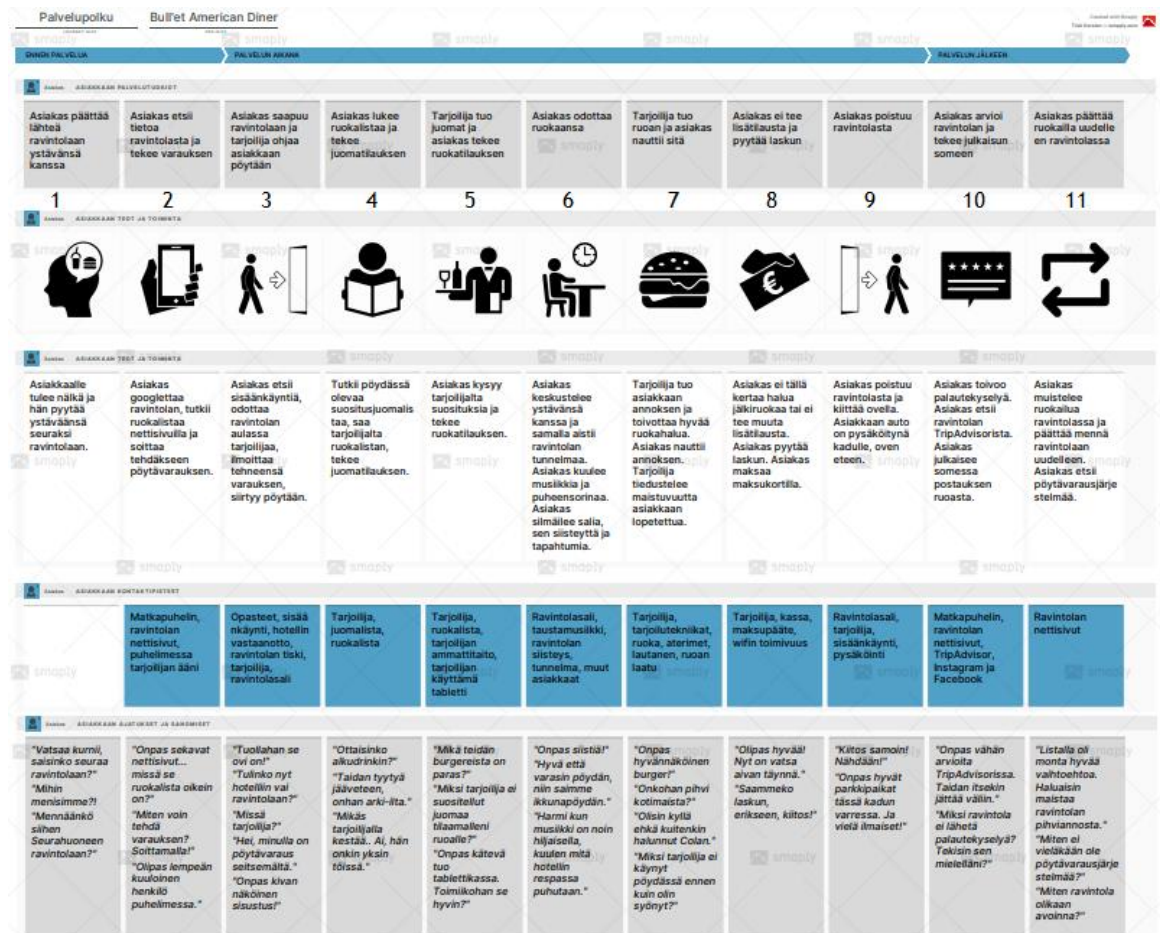 Palvelupolku
Bull'et American Diner
Created with Smaply
ENNEN PALVELUA
PALVELUN AIKANA
PALVELUN JÄLKEEN
ASIAKKAAN PALVELUTUOKIOT
Asiakas päättää
lähteä
ravintolaan
ystävänsä
kanssa
Asiakas etsii
tietoa
ravintolasta ja
tekee varauksen
Asiakas saapuu
ravintolaan ja
tarjoilija ohjaa
asiakkaan
pöytään
Asiakas lukee
ruokalistaa ja
tekee
juomatilauksen
Tarjoilija tuo
juomat ja
asiakas tekee
ruokatilauksen
Asiakas odottaa
ruokaansa
Tarjoilija tuo
ruoan ja asiakas
nauttii sitä
Asiakas ei tee
lisätilausta ja
pyytää laskun
Asiakas poistuu
ravintolasta
Asiakas arvioi
ravintolan ja
tekee julkaisun
someen
Asiakas päättää
ruokailla uudelle
en ravintolassa
1 2 3 4 5 6 7 8 9 10 11
ASIAKKAAN TEOT JA TOIMINTA
ASIAKKAAN TEOT JA TOIMINTA
Asiakkaalle
tulee nälkä ja
hän pyytää
ystäväänsä
seuraksi
ravintolaan.
Asiakas
googlettaa
ravintolan, tutkii
ruokalistaa
nettisivuilla ja
soittaa
tehdäkseen
pöytävarauksen.
Asiakas etsii
sisäänkäyntiä,
odottaa
ravintolan
aulassa
tarjoilijaa,
ilmoittaa
tehneensä
varauksen,
siirtyy pöytään.
Tutkii pöydässä
olevaa
suositusjuomalis
taa, saa
tarjoilijalta
ruokalistan,
tekee
juomatilauksen.
Asiakas kysyy
tarjoilijalta
suosituksia ja
tekee
ruokatilauksen.
Asiakas
keskustelee
ystävänsä
kanssa ja
samalla aistii
ravintolan
tunnelmaa.
Asiakas kuulee
musiikkia ja
puheensorinaa.
Asiakas
silmäilee salia,
sen siisteyttä ja
tapahtumia.
Tarjoilija tuo
asiakkaan
annoksen ja
toivottaa hyvää
ruokahalua.
Asiakas nauttii
annoksen.
Tarjoilija
tiedustelee
maistuvuutta
asiakkaan
lopetettua.
Asiakas ei tällä
kertaa halua
jälkiruokaa tai ei
tee muuta
lisätilausta.
Asiakas pyytää
laskun. Asiakas
maksaa
maksukortilla.
Asiakas poistuu
ravintolasta ja
kiittää ovella.
Asiakkaan auto
on pysäköitynä
kadulle, oven
eteen.
Asiakas toivoo
palautekyselyä.
Asiakas etsii
ravintolan
TripAdvisorista.
Asiakas
julkaisee
somessa
postauksen
ruoasta.
Asiakas
muistelee
ruokailua
ravintolassa ja
päättää mennä
ravintolaan
uudelleen.
Asiakas etsii
pöytävarausjärje
stelmää.
ASIAKKAAN KONTAKTIPISTEET
Matkapuhelin,
ravintolan
nettisivut,
puhelimessa
tarjoilijan ääni
Opasteet, sisää
nkäynti, hotellin
vastaanotto,
ravintolan tiski,
tarjoilija,
ravintolasali
Tarjoilija,
juomalista,
ruokalista
Tarjoilija,
ruokalista,
tarjoilijan
ammattitaito,
tarjoilijan
käyttämä
tabletti
Ravintolasali,
taustamusiikki,
ravintolan
siisteys,
tunnelma, muut
asiakkaat
Tarjoilija,
tarjoilutekniikat,
ruoka, aterimet,
lautanen, ruoan
laatu
Tarjoilija, kassa,
maksupääte,
wifin toimivuus
Ravintolasali,
tarjoilija,
sisäänkäynti,
pysäköinti
Matkapuhelin,
ravintolan
nettisivut,
TripAdvisor,
Instagram ja
Facebook
Ravintolan
nettisivut
ASIAKKAAN AJATUKSET JA SANOMISET
"Vatsaa kurnii,
saisinko seuraa
ravintolaan?"
"Mihin
menisimme?!
"Mennäänkö
siihen
Seurahuoneen
ravintolaan?"
"Onpas sekavat
nettisivut...
missä se
ruokalista oikein
on?"
"Miten voin
tehdä
varauksen?
Soittamalla!"
"Olipas lempeän
kuuloinen
henkilö
puhelimessa."
"Tuollahan se
ovi on!"
"Tulinko nyt
hotelliin vai
ravintolaan?"
"Missä
tarjoilija?"
"Hei, minulla on
pöytävaraus
seitsemältä."
"Onpas kivan
näköinen
sisustus!"
"Ottaisinko
alkudrinkin?"
"Taidan tyytyä
jääveteen,
onhan arki-ilta."
"Mikäs
tarjoilijalla
kestää.. Ai, hän
onkin yksin
töissä."
"Mikä teidän
burgereista on
paras?"
"Miksi tarjoilija ei
suositellut
juomaa
tilaamalleni
ruoalle?"
"Onpas kätevä
tuo
tablettikassa.
Toimiikohan se
hyvin?"
"Onpas siistiä!"
"Hyvä että
varasin pöydän,
niin saimme
ikkunapöydän."
"Harmi kun
musiikki on noin
hiljaisella,
kuulen mitä
hotellin
respassa
puhutaan."
"Onpas
hyvännäköinen
burger!"
"Onkohan pihvi
kotimaista?"
"Olisin kyllä
ehkä kuitenkin
halunnut Colan."
"Miksi tarjoilija ei
käynyt
pöydässä ennen
kuin olin
syönyt?"
"Olipas hyvää!
Nyt on vatsa
aivan täynnä."
"Saammeko
laskun,
erikseen, kiitos!"
"Kiitos samoin!
Nähdään!"
"Onpas hyvät
parkkipaikat
tässä kadun
varressa. Ja
vielä ilmaiset!"
"Onpas vähän
arvioita
TripAdvisorissa.
Taidan itsekin
jättää väliin."
"Miksi ravintola
ei lähetä
palautekyselyä?
Tekisin sen
mielelläni?"
"Listalla oli
monta hyvää
vaihtoehtoa.
Haluaisin
maistaa
ravintolan
pihviannosta."
"Miten ei
vieläkään ole
pöytävarausjärje
stelmää?"
"Miten ravintola
olikaan
avoinna?"